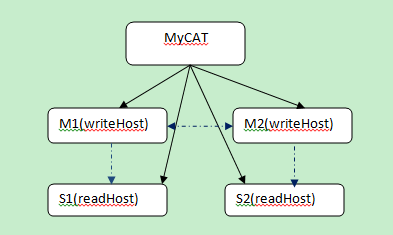 MyCAT
M1(writeHost)
M2(writeHost)
S1(readHost)
S2(readHost)